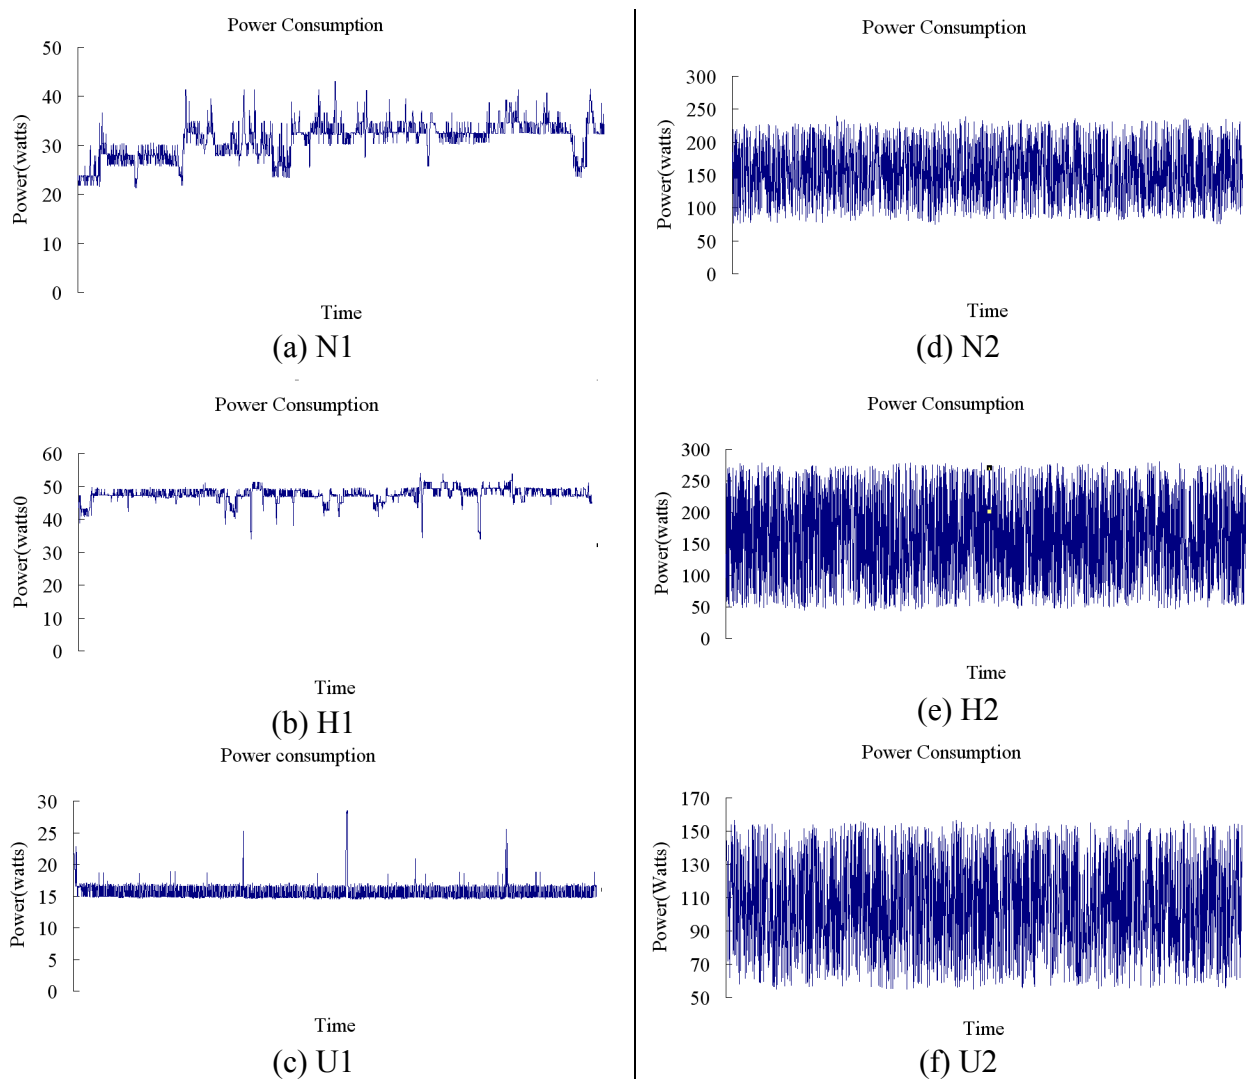 Power Consumption
50
40
30
20
10
0
Power(watts)
Time
(a) N1
Power Consumption
60
50
40
30
20
10
0
Power(watts0
Time
(b) H1
Power consumption
30
25
20
15
10
5
0
Power(watts)
Time
(c) U1
Power Consumption
300
250
200
150
100
50
0
Power(watts)
Time
(d) N2
Power Consumption
300
250
200
150
100
50
0
Power(watts)
Time
(e) H2
Power Consumption
170
150
130
110
90
70
50
Power(Watts)
Time
(f) U2